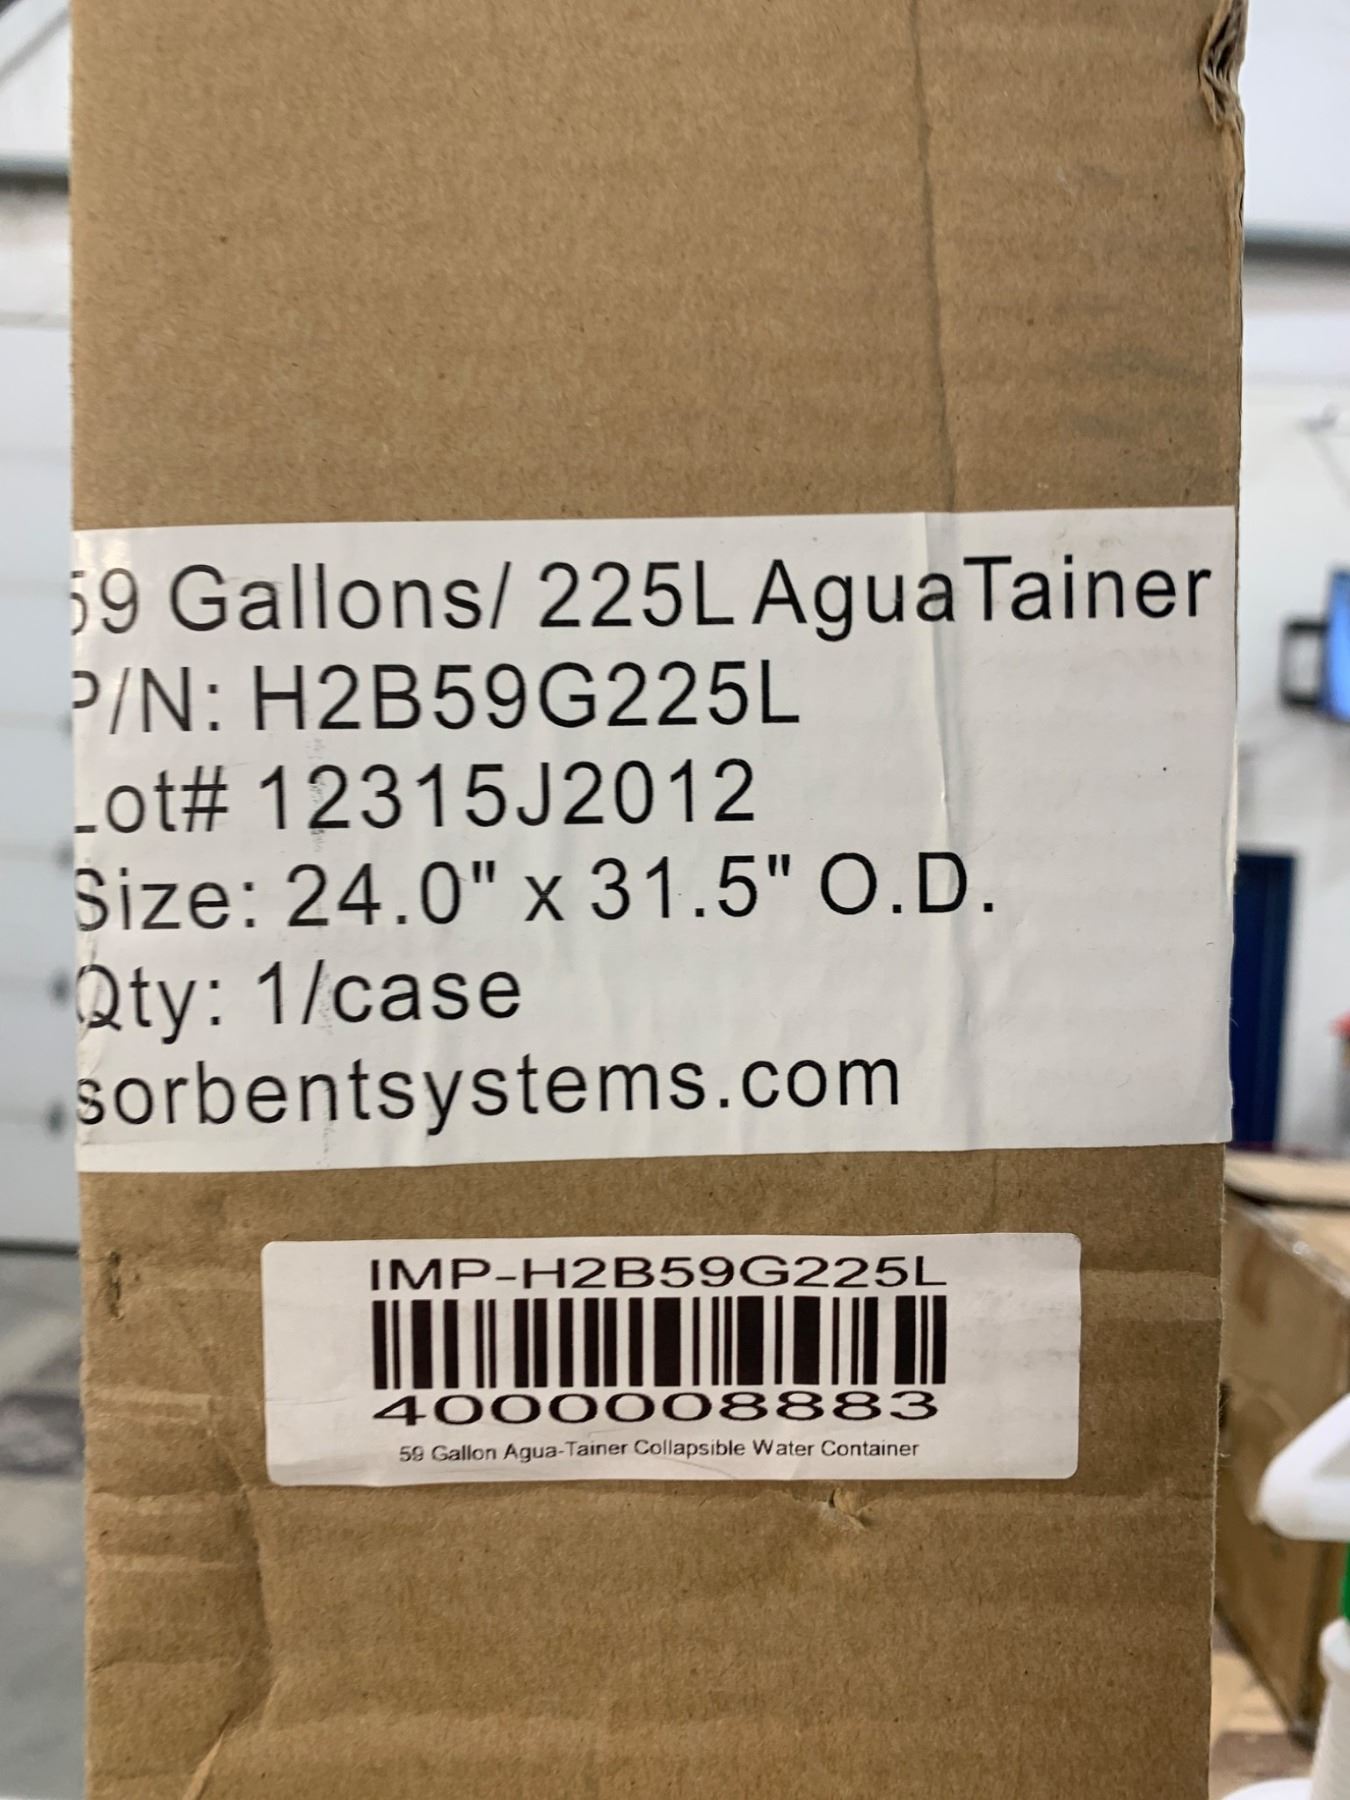 59 Gallons/ 225L AguaTainer
P/N: H2B59G225L
Lot# 12315J2012
Size: 24.0" x 31.5" O.D.
Qty: 1/case
sorbentsystems.com
IMP-H2B59G225L
4000008883
59 Gallon Agua-Tainer Collapsible Water Container